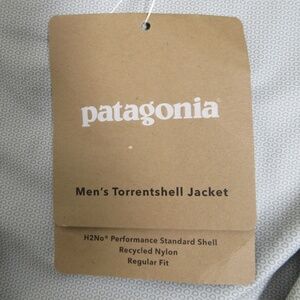 patagonia
Men's Torrentshell Jacket
H2No® Performance Standard Shell
Recycled Nylon
Regular Fit